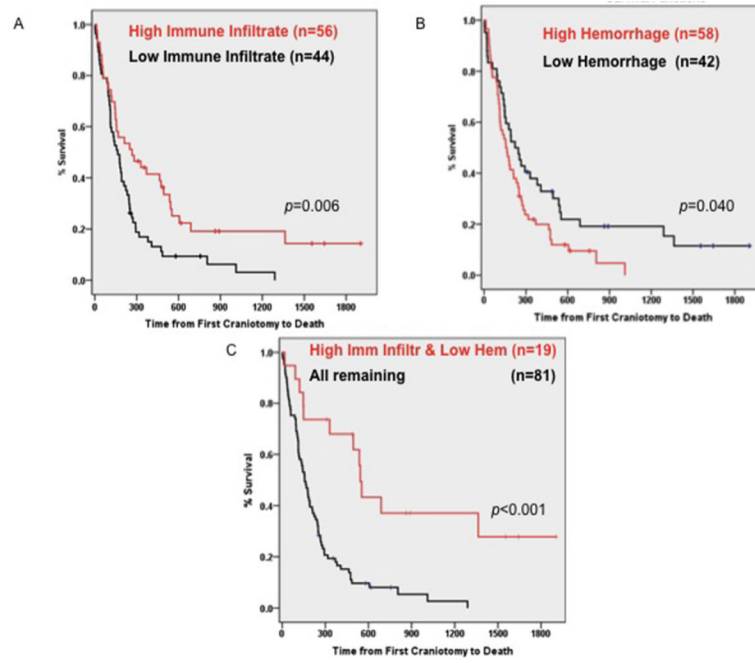 A
High Immune Infiltrate (n=56)
Low Immune Infiltrate (n=44)
% Survival
1.0
0.8
0.6
0.4
0.2
0.0
p=0.006
0 300 600 900 1200 1500 1800
Time from First Craniotomy to Death
B
High Hemorrhage (n=58)
Low Hemorrhage (n=42)
% Survival
1.0
0.8
0.6
0.4
0.2
0.0
p=0.040
0 300 600 900 1200 1500 1800
Time from First Craniotomy to Death
C
High Imm Infiltr & Low Hem (n=19)
All remaining (n=81)
% Survival
1.0
0.8
0.6
0.4
0.2
0.0
p<0.001
0 300 600 900 1200 1500 1800
Time from First Craniotomy to Death